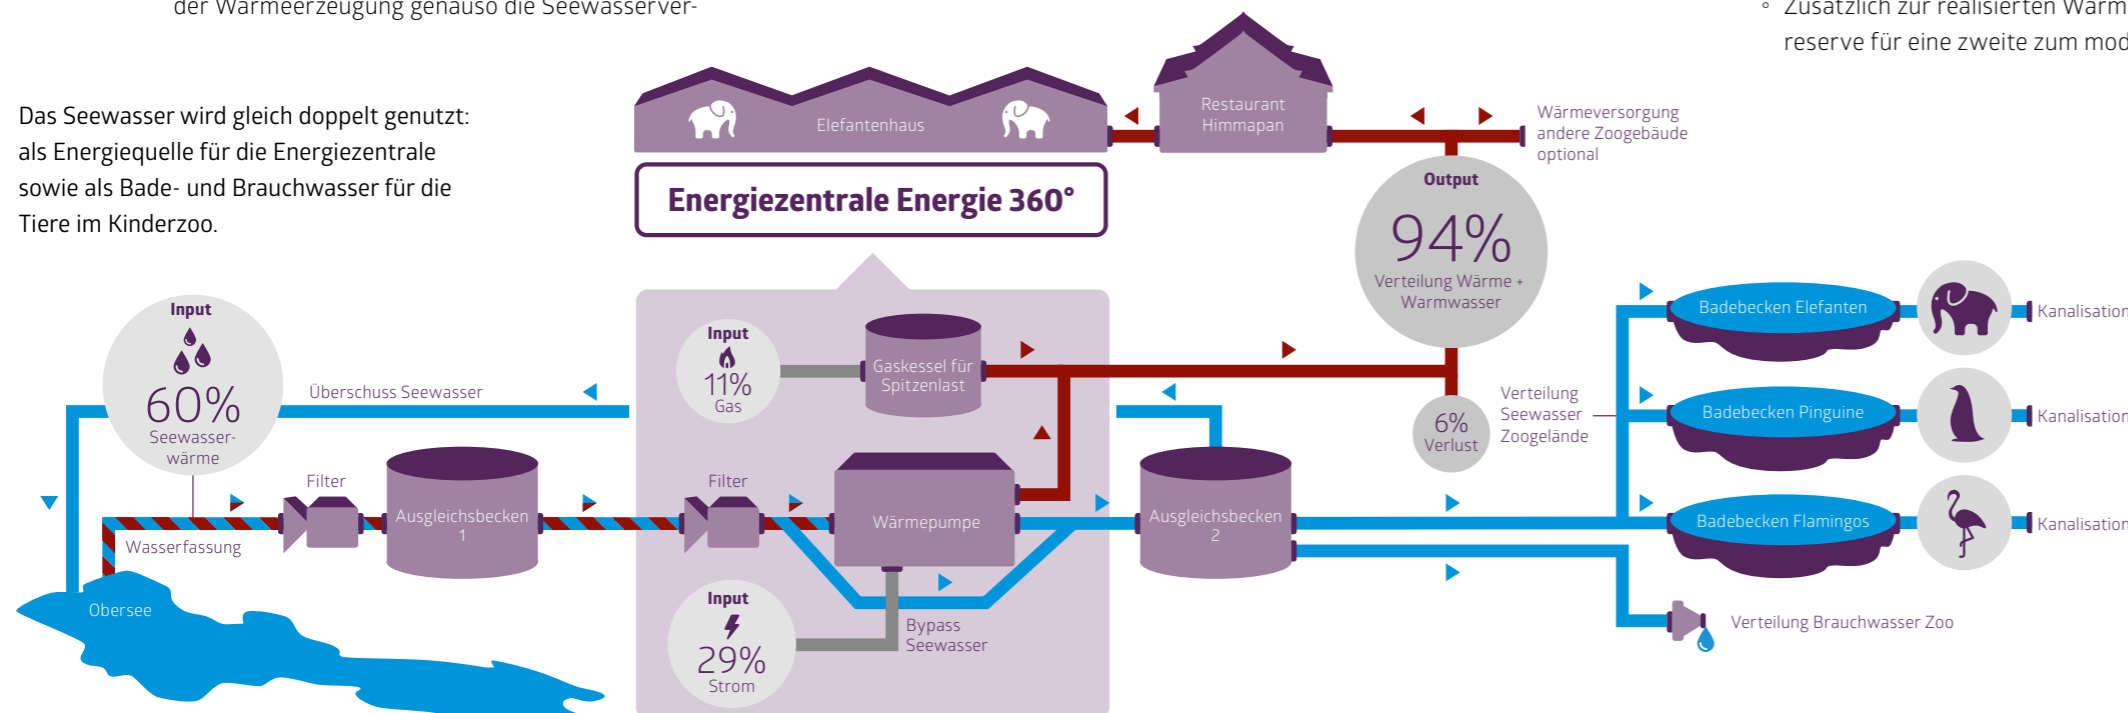 der Wärmeerzeugung genauso die Seewasserver-
Zusätzlich zur realisierten Wärm
reserve für eine zweite zum mod
Das Seewasser wird gleich doppelt genutzt:
als Energiequelle für die Energiezentrale
sowie als Bade- und Brauchwasser für die
Tiere im Kinderzoo.
Elefantenhaus
Restaurant
Himmapan
Wärmeversorgung
andere Zoogebäude
optional
Energiezentrale Energie 360°
Output
94%
Verteilung Wärme +
Warmwasser
Input
60%
Seewasser-
wärme
Überschuss Seewasser
Input
11%
Gas
Gaskessel für
Spitzenlast
6%
Verlust
Verteilung
Seewasser
Zoogelände
Badebecken Elefanten
Kanalisation
Badebecken Pinguine
Kanalisation
Badebecken Flamingos
Kanalisation
Filter
Wasserfassung
Ausgleichsbecken
1
Filter
Wärmepumpe
Ausgleichsbecken
2
Obersee
Input
29%
Strom
Bypass
Seewasser
Verteilung Brauchwasser Zoo